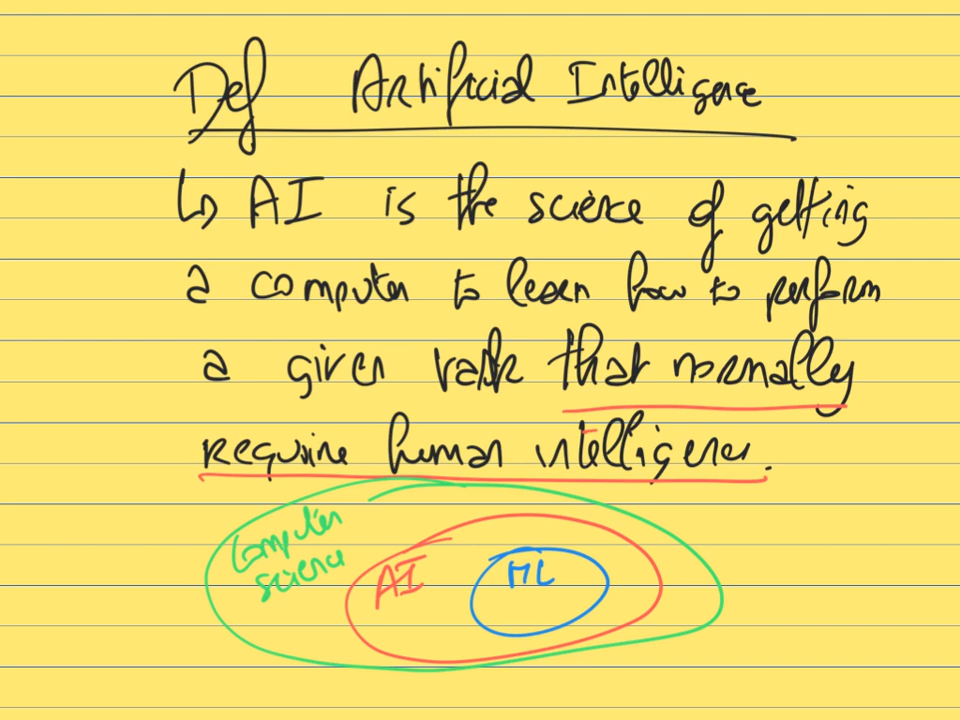 Def Artificial Intelligence
↳ AI is the science of getting
a computer to learn how to perform
a given task that normally
require human intelligence.
Computer
science
AI
ML